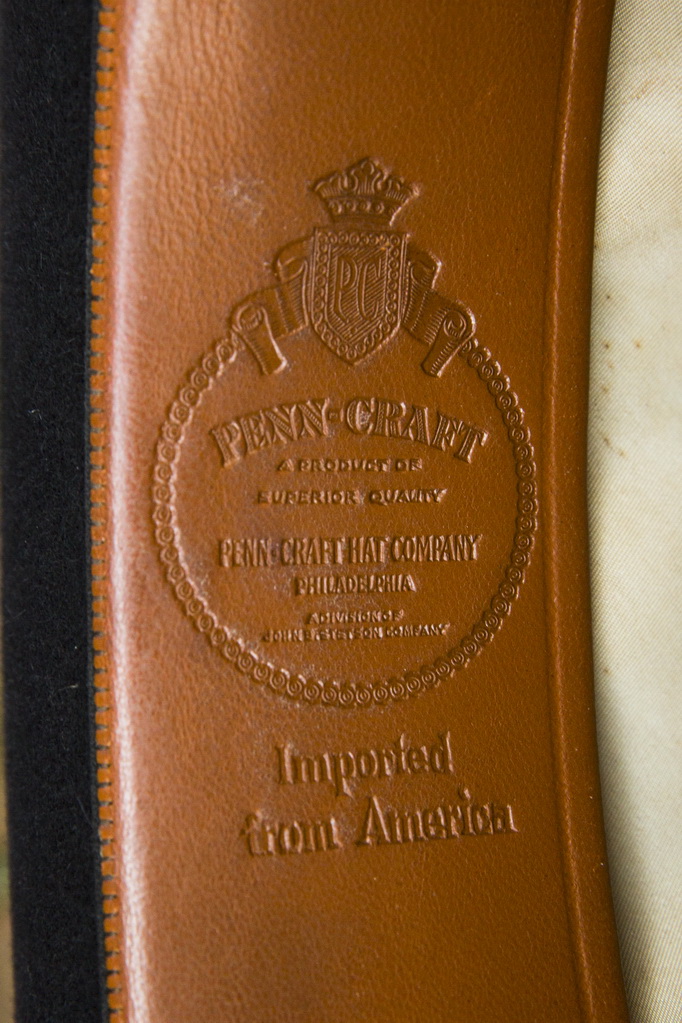 PC
PENN-CRAFT
A PRODUCT OF
SUPERIOR QUALITY
PENN-CRAFT HAT COMPANY
PHILADELPHIA
A DIVISION OF
JOHN B. STETSON COMPANY
Imported
from America